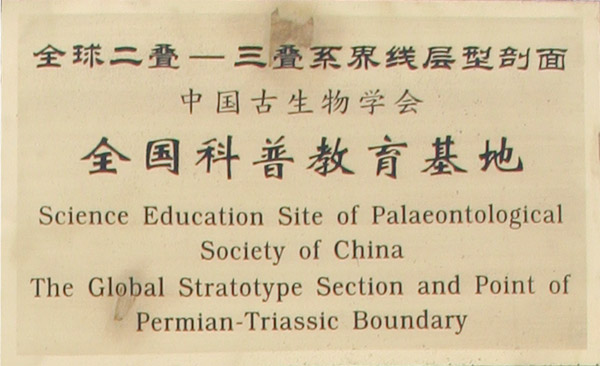 全球二叠—三叠系界线层型剖面
中国古生物学会
全国科普教育基地
Science Education Site of Palaeontological
Society of China
The Global Stratotype Section and Point of
Permian-Triassic Boundary